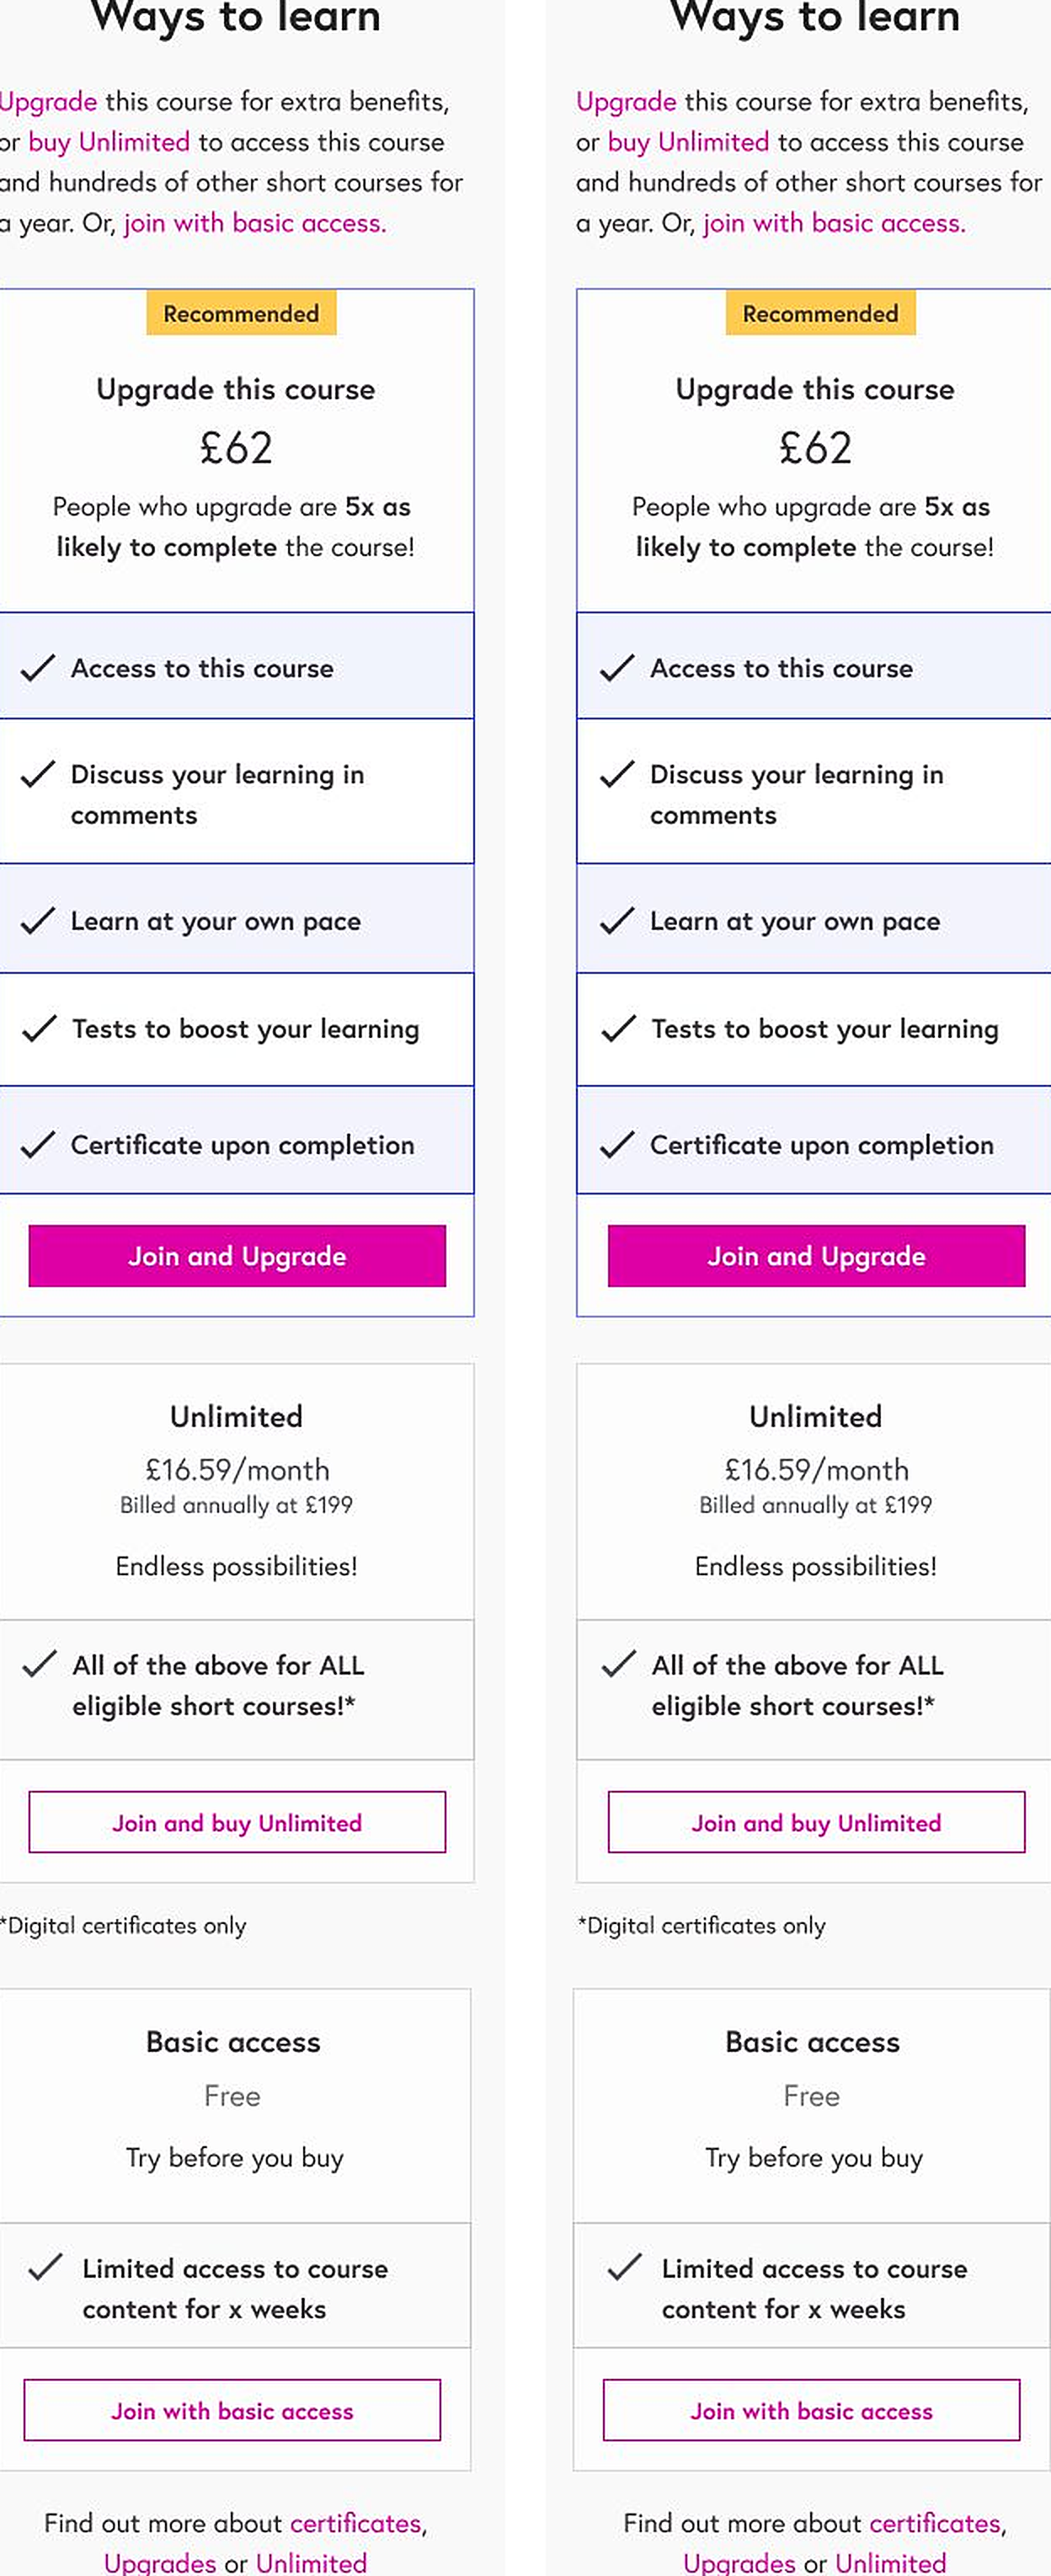 Ways to learn
Upgrade this course for extra benefits,
or buy Unlimited to access this course
and hundreds of other short courses for
a year. Or, join with basic access.
Recommended
Upgrade this course
£62
People who upgrade are 5x as
likely to complete the course!
Access to this course
Discuss your learning in
comments
Learn at your own pace
Tests to boost your learning
Certificate upon completion
Join and Upgrade
Unlimited
£16.59/month
Billed annually at £199
Endless possibilities!
All of the above for ALL
eligible short courses!*
Join and buy Unlimited
*Digital certificates only
Basic access
Free
Try before you buy
Limited access to course
content for x weeks
Join with basic access
Find out more about certificates,
Upgrades or Unlimited
Ways to learn
Upgrade this course for extra benefits,
or buy Unlimited to access this course
and hundreds of other short courses for
a year. Or, join with basic access.
Recommended
Upgrade this course
£62
People who upgrade are 5x as
likely to complete the course!
Access to this course
Discuss your learning in
comments
Learn at your own pace
Tests to boost your learning
Certificate upon completion
Join and Upgrade
Unlimited
£16.59/month
Billed annually at £199
Endless possibilities!
All of the above for ALL
eligible short courses!*
Join and buy Unlimited
*Digital certificates only
Basic access
Free
Try before you buy
Limited access to course
content for x weeks
Join with basic access
Find out more about certificates,
Upgrades or Unlimited